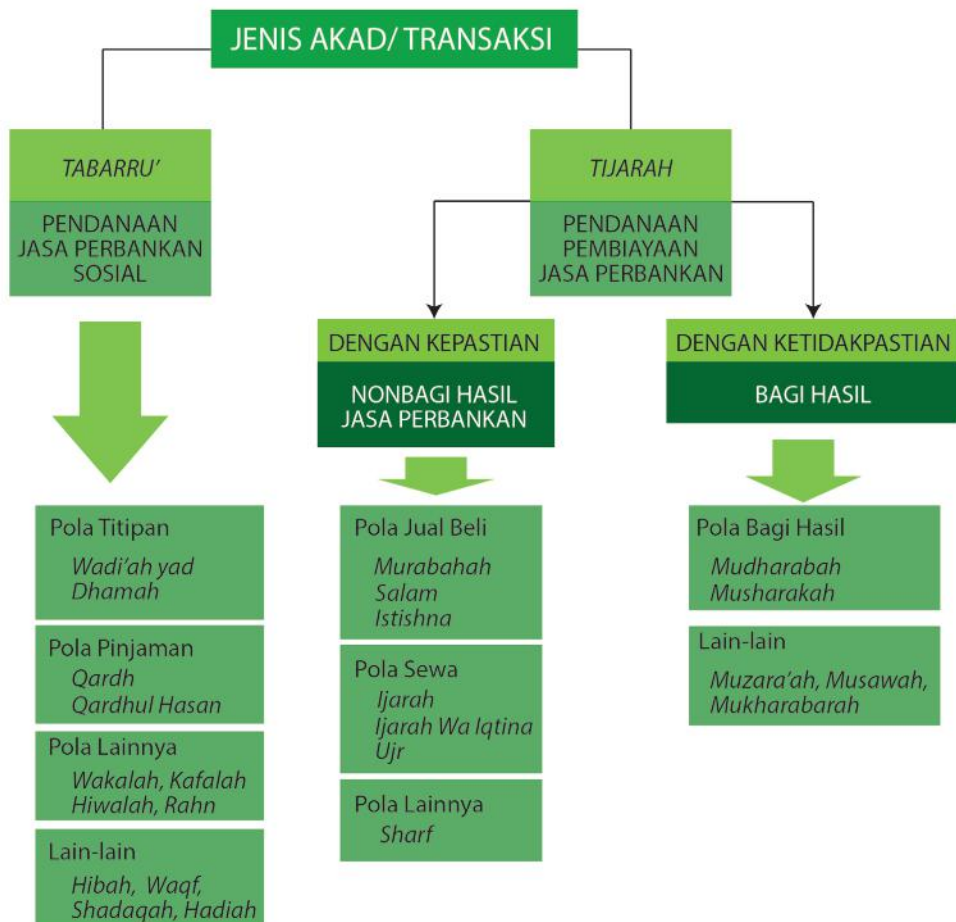 JENIS AKAD/ TRANSAKSI
TABARRU'
PENDANAAN
JASA PERBANKAN
SOSIAL
TIJARAH
PENDANAAN
PEMBIAYAAN
JASA PERBANKAN
DENGAN KEPASTIAN
NONBAGI HASIL
JASA PERBANKAN
DENGAN KETIDAKPASTIAN
BAGI HASIL
Pola Titipan
Wadi'ah yad
Dhamah
Pola Pinjaman
Qardh
Qardhul Hasan
Pola Lainnya
Wakalah, Kafalah
Hiwalah, Rahn
Lain-lain
Hibah, Waqf,
Shadaqah, Hadiah
Pola Jual Beli
Murabahah
Salam
Istishna
Pola Sewa
Ijarah
Ijarah Wa Iqtina
Ujr
Pola Lainnya
Sharf
Pola Bagi Hasil
Mudharabah
Musharakah
Lain-lain
Muzara'ah, Musawah,
Mukharabarah